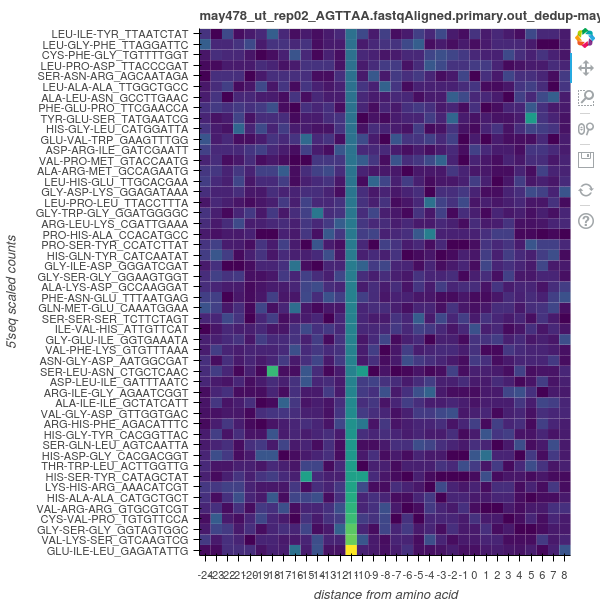 may478_ut_rep02_AGTTAA.fastqAligned.primary.out_dedup-may
LEU-ILE-TYR_TTAATCTAT
LEU-GLY-PHE_TTAGGATTC
CYS-PHE-GLY_TGTTTTGGT
LEU-PRO-ASP_TTACCCGAT
SER-ASN-ARG_AGCAATAGA
LEU-ALA-ALA_TTGGCTGCC
ALA-LEU-ASN_GCCTTGAAC
PHE-GLU-PRO_TTCGAACCA
TYR-GLU-SER_TATGAATCG
HIS-GLY-LEU_CATGGATTA
GLU-VAL-TRP_GAAGTTTGG
ASP-ARG-ILE_GATCGAATT
VAL-PRO-MET_GTACCAATG
ALA-ARG-MET_GCCAGAATG
LEU-HIS-GLU_TTGCACGAA
GLY-ASP-LYS_GGAGATAAA
LEU-PRO-LEU_TTACCTTTA
GLY-TRP-GLY_GGATGGGGC
ARG-LEU-LYS_CGATTGAAA
PRO-HIS-ALA_CCACATGCC
PRO-SER-TYR_CCATCTTAT
HIS-GLN-TYR_CATCAATAT
GLY-ILE-ASP_GGGATCGAT
GLY-SER-GLY_GGAAGTGGT
ALA-LYS-ASP_GCCAAGGAT
PHE-ASN-GLU_TTTAATGAG
GLN-MET-GLU_CAAATGGAA
SER-SER-SER_TCTTCTAGT
ILE-VAL-HIS_ATTGTTCAT
GLY-GLU-ILE_GGTGAAATA
VAL-PHE-LYS_GTGTTTAAA
ASN-GLY-ASP_AATGGCGAT
SER-LEU-ASN_CTGCTCAAC
ASP-LEU-ILE_GATTTAATC
ARG-ILE-GLY_AGAATCGGT
ALA-ILE-ILE_GCTATCATT
VAL-GLY-ASP_GTTGGTGAC
ARG-HIS-PHE_AGACATTTC
HIS-GLY-TYR_CACGGTTAC
SER-GLN-LEU_AGTCAATTA
HIS-ASP-GLY_CACGACGGT
THR-TRP-LEU_ACTTGGTTG
HIS-SER-TYR_CATAGCTAT
LYS-HIS-ARG_AAACATCGT
HIS-ALA-ALA_CATGCTGCT
VAL-ARG-ARG_GTGCGTCGT
CYS-VAL-PRO_TGTGTTCCA
GLY-SER-GLY_GGTAGTGGC
VAL-LYS-SER_GTCAAGTCG
GLU-ILE-LEU_GAGATATTG
5'seq scaled counts
-24-23-22-21-20-19-18-17-16-15-14-13-12-11-10-9 -8 -7 -6 -5 -4 -3 -2 -1 0 1 2 3 4 5 6 7 8
distance from amino acid